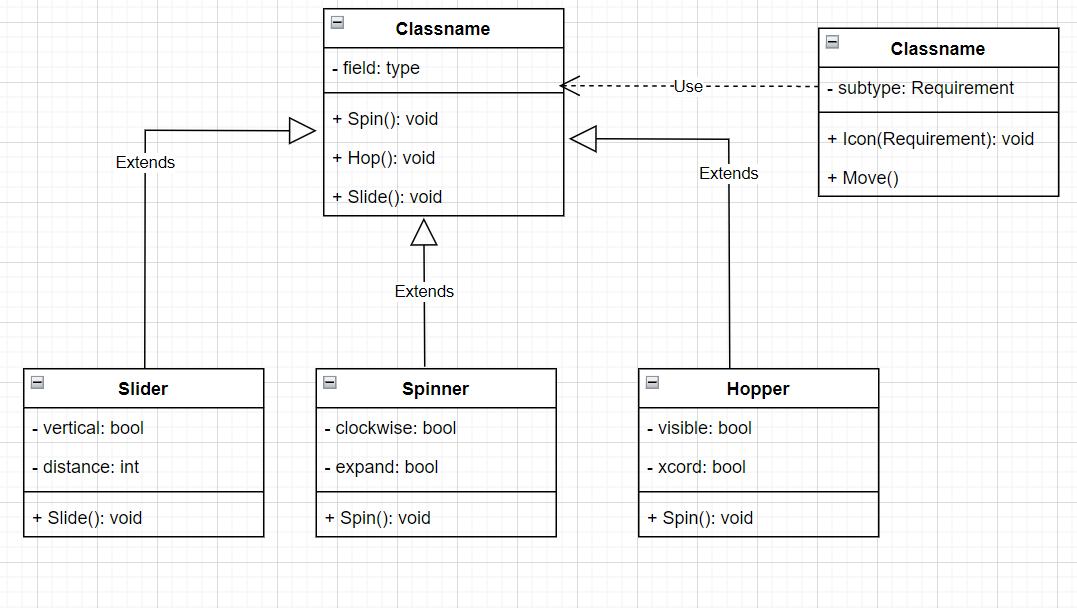 Classname
- field: type
+ Spin(): void
+ Hop(): void
+ Slide(): void
Use
Classname
- subtype: Requirement
+ Icon(Requirement): void
+ Move()
Extends
Extends
Extends
Slider
- vertical: bool
- distance: int
+ Slide(): void
Spinner
- clockwise: bool
- expand: bool
+ Spin(): void
Hopper
- visible: bool
- xcord: bool
+ Spin(): void